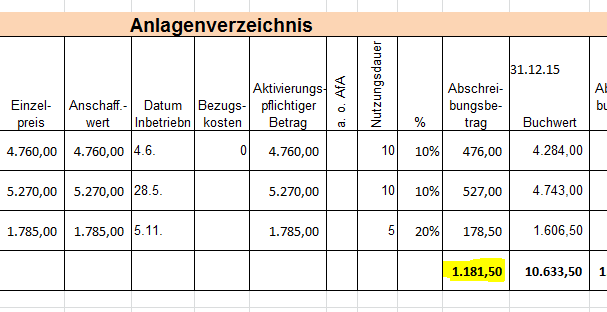 Anlagenverzeichnis
Einzel-
preis
Anschaff.-
wert
Datum
Inbetriebn
Bezugs-
kosten
Aktivierungs-
pflichtiger
Betrag
a. o. AfA
Nutzungsdauer
%
Abschrei-
bungsbe-
trag
31.12.15
Buchwert
4.760,00 4.760,00 4.6. 0 4.760,00 10 10% 476,00 4.284,00
5.270,00 5.270,00 28.5. 5.270,00 10 10% 527,00 4.743,00
1.785,00 1.785,00 5.11. 1.785,00 5 20% 178,50 1.606,50
1.181,50 10.633,50